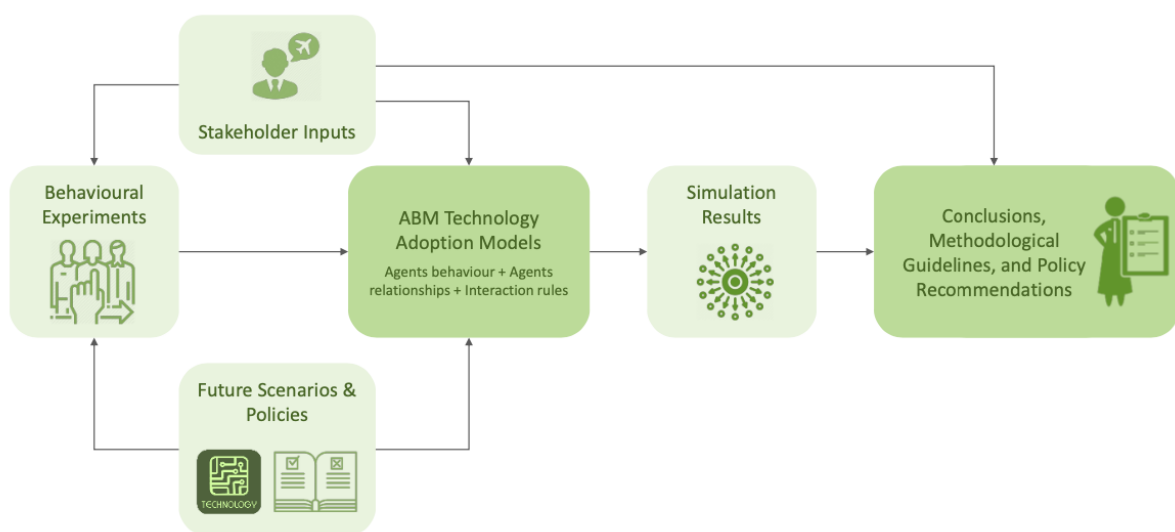 Stakeholder Inputs
Behavioural
Experiments
ABM Technology
Adoption Models
Agents behaviour + Agents
relationships + Interaction rules
Simulation
Results
Conclusions,
Methodological
Guidelines, and Policy
Recommendations
Future Scenarios &
Policies
TECHNOLOGY